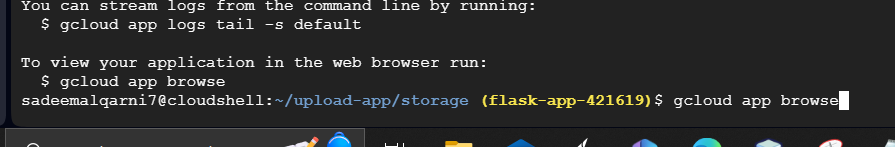 You can stream logs from the command line by running:
  $ gcloud app logs tail -s default

To view your application in the web browser run:
  $ gcloud app browse
sadeemalqarni7@cloudshell:~/upload-app/storage (flask-app-421619)$ gcloud app browse